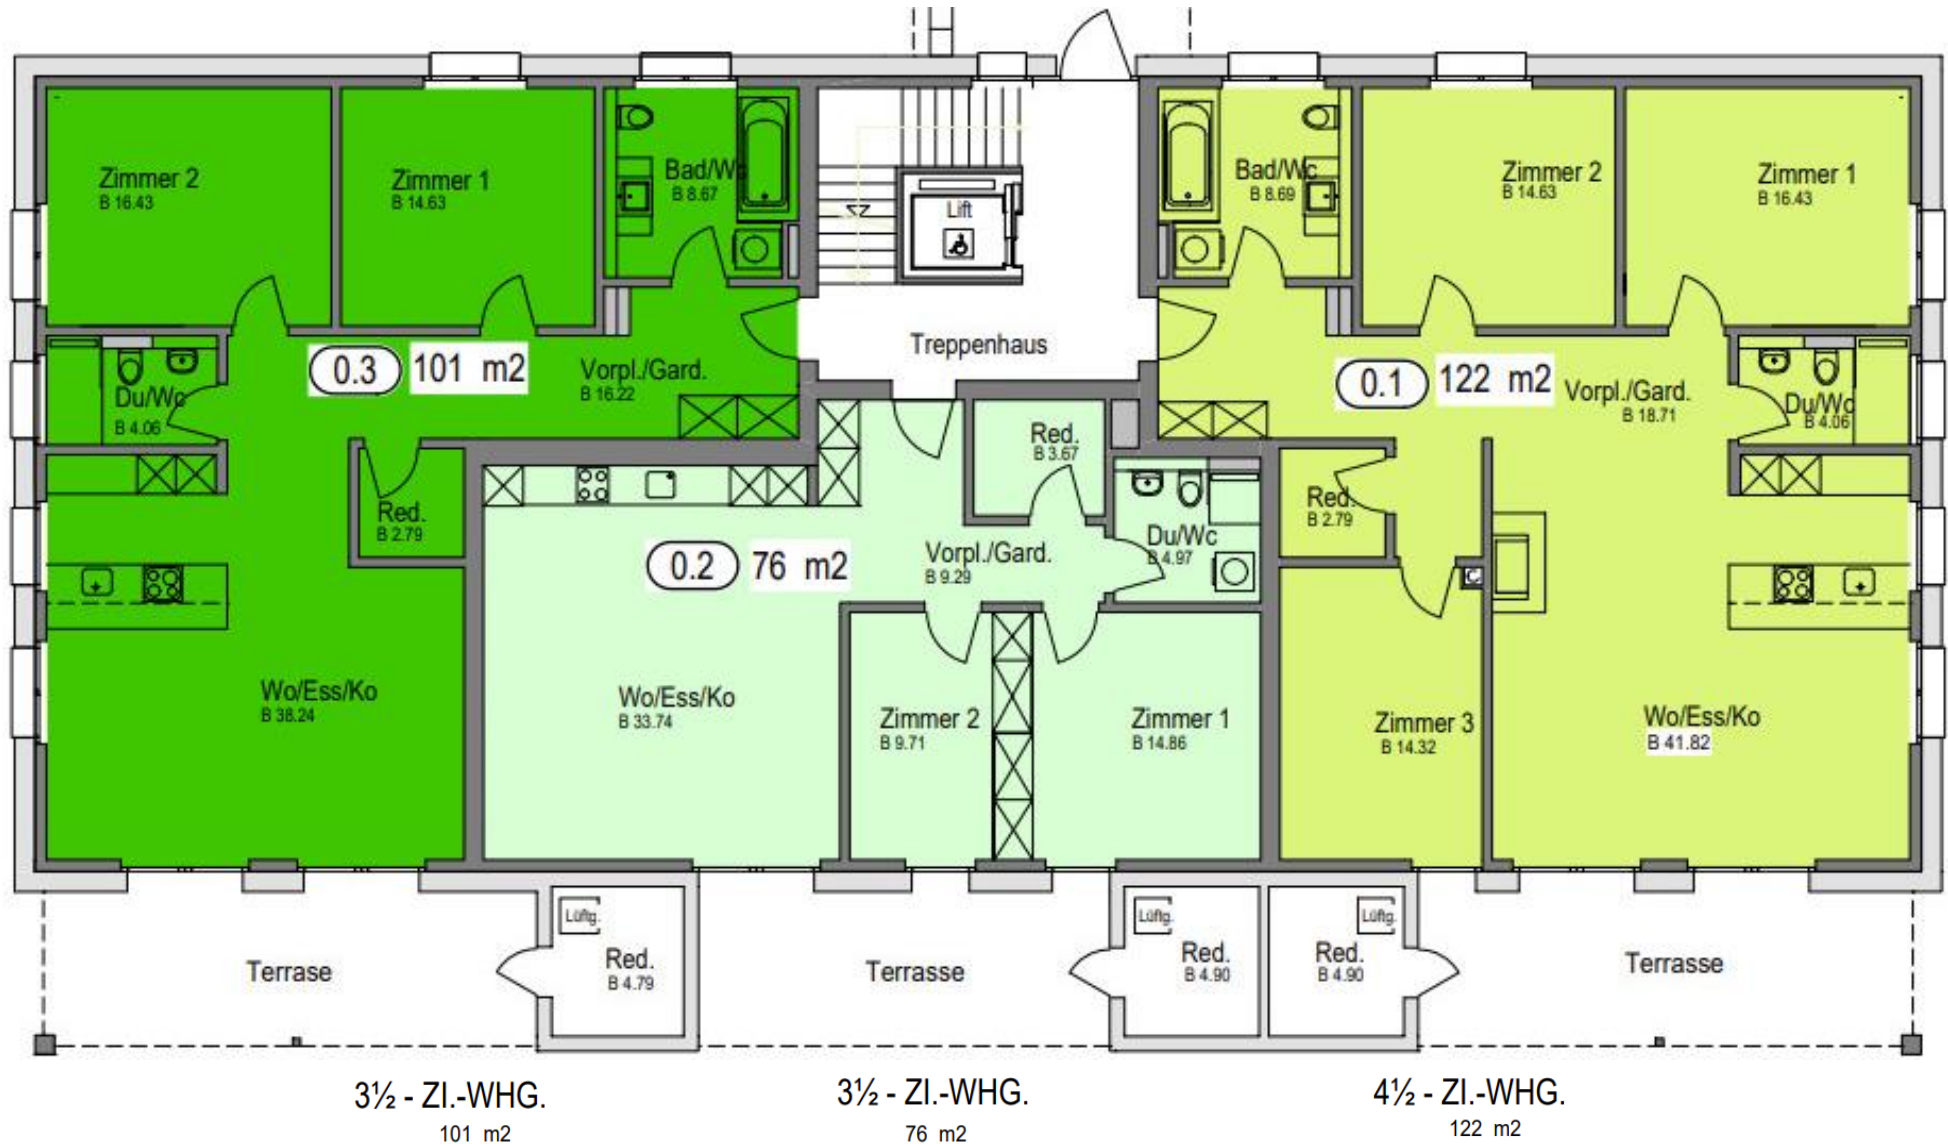 Zimmer 2
B 16.43
Zimmer 1
B 14.63
Bad/Wc
B 8.67
Lift
Bad/Wc
B 8.69
Zimmer 2
B 14.63
Zimmer 1
B 16.43
Treppenhaus
0.3 101 m2
Vorpl./Gard.
B 16.22
Du/Wc
B 4.06
0.1 122 m2
Vorpl./Gard.
B 18.71
Du/Wc
B 4.06
Red.
B 2.79
Red.
B 3.67
Red.
B 2.79
0.2 76 m2
Vorpl./Gard.
B 9.29
Du/Wc
B 4.97
Wo/Ess/Ko
B 38.24
Wo/Ess/Ko
B 33.74
Zimmer 2
B 9.71
Zimmer 1
B 14.86
Zimmer 3
B 14.32
Wo/Ess/Ko
B 41.82
Terrase
Lüftg.
Red.
B 4.79
Terrasse
Lüftg.
Red.
B 4.90
Lüftg.
Red.
B 4.90
Terrasse
3½ - ZI.-WHG.
101 m2
3½ - ZI.-WHG.
76 m2
4½ - ZI.-WHG.
122 m2